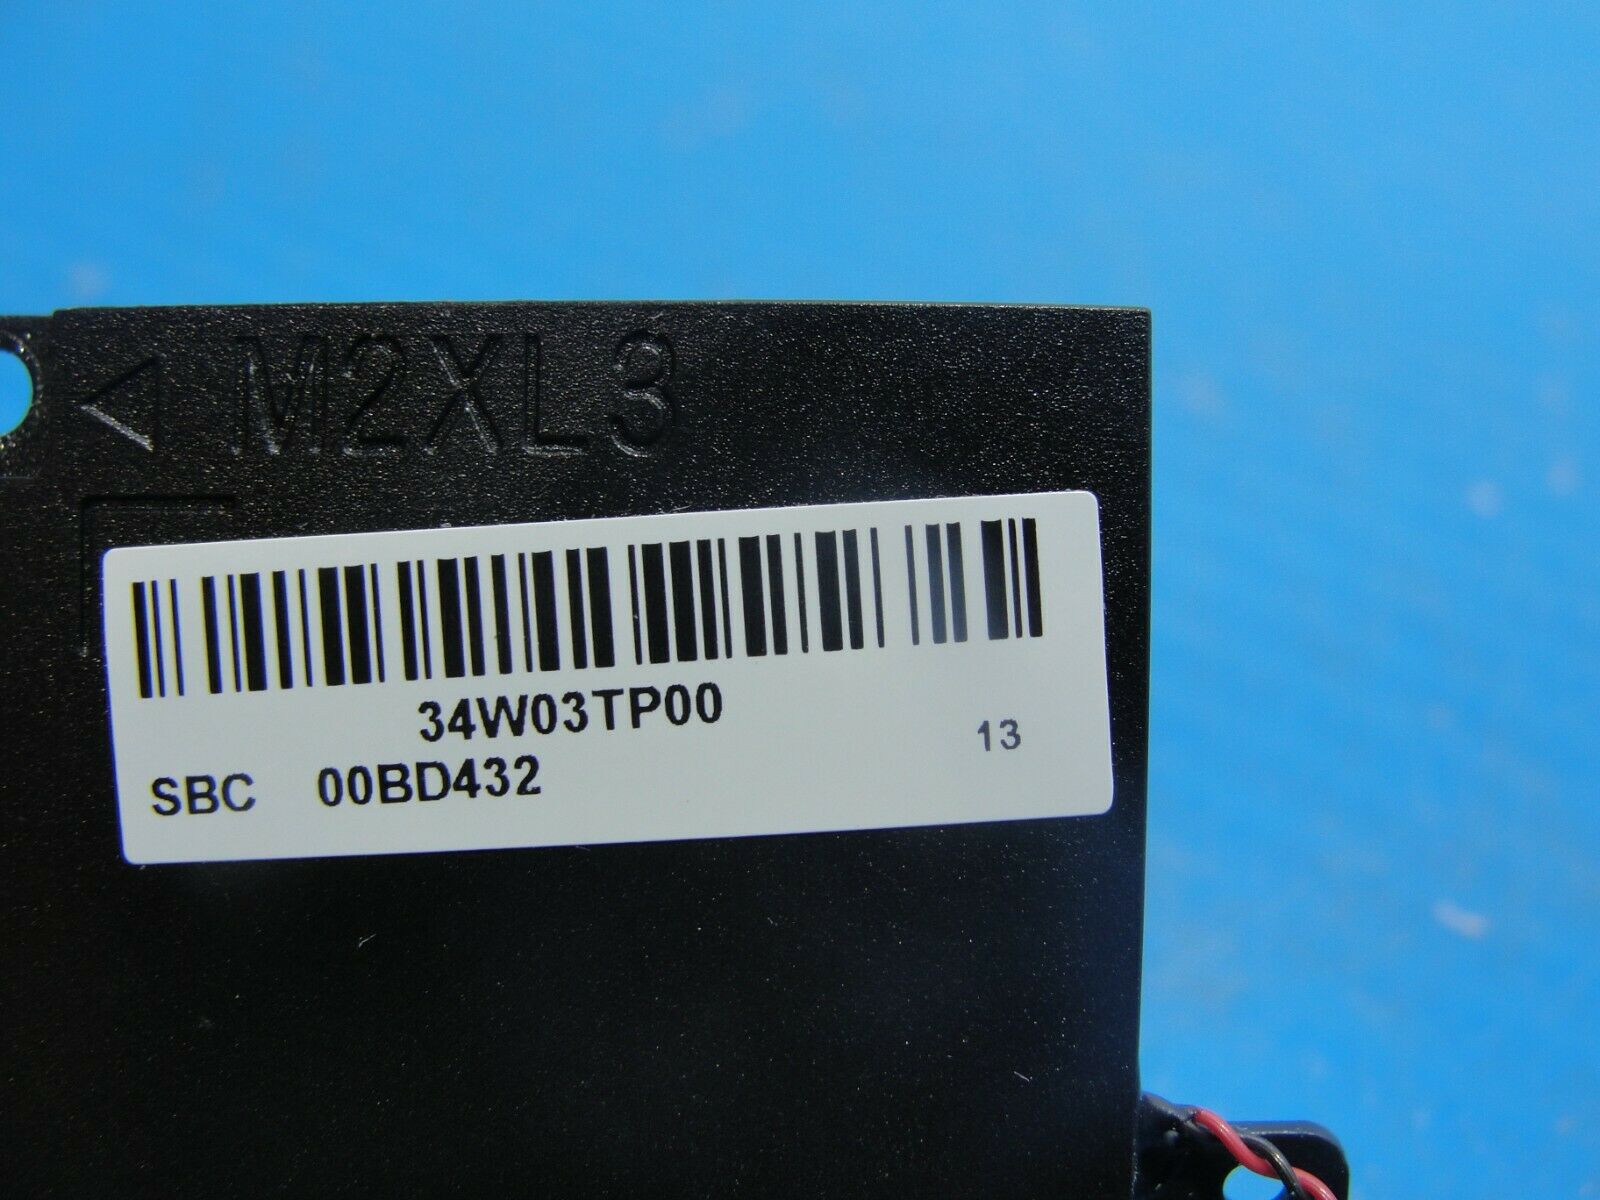 ◁ M2XL3
34W03TP00
13
SBC 00BD432